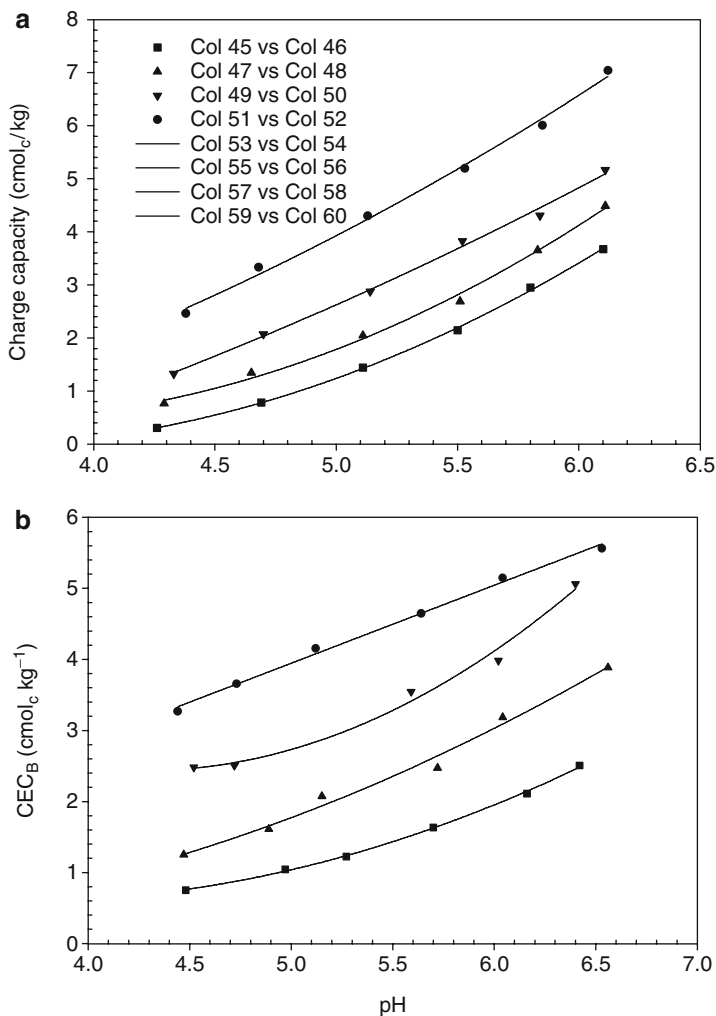 a
8
7
6
5
4
3
2
1
0
Charge capacity (cmolc/kg)
Col 45 vs Col 46
Col 47 vs Col 48
Col 49 vs Col 50
Col 51 vs Col 52
Col 53 vs Col 54
Col 55 vs Col 56
Col 57 vs Col 58
Col 59 vs Col 60
4.0 4.5 5.0 5.5 6.0 6.5
b
6
5
4
3
2
1
0
CECB (cmolc kg−1)
4.0 4.5 5.0 5.5 6.0 6.5 7.0
pH